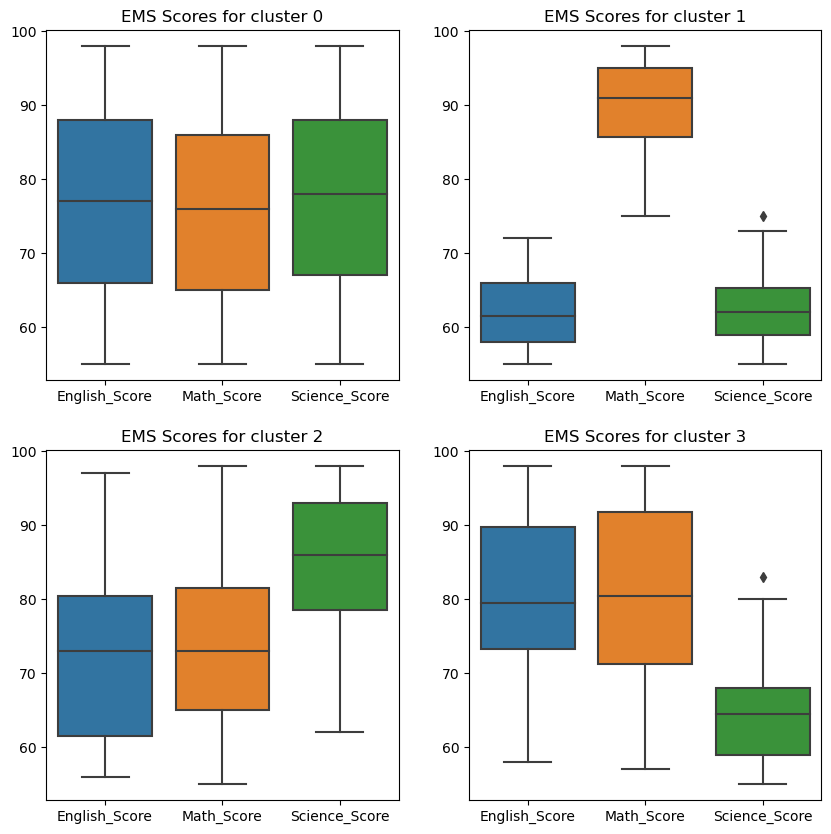 EMS Scores for cluster 0
100
90
80
70
60
English_Score Math_Score Science_Score
EMS Scores for cluster 1
100
90
80
70
60
English_Score Math_Score Science_Score
EMS Scores for cluster 2
100
90
80
70
60
English_Score Math_Score Science_Score
EMS Scores for cluster 3
100
90
80
70
60
English_Score Math_Score Science_Score